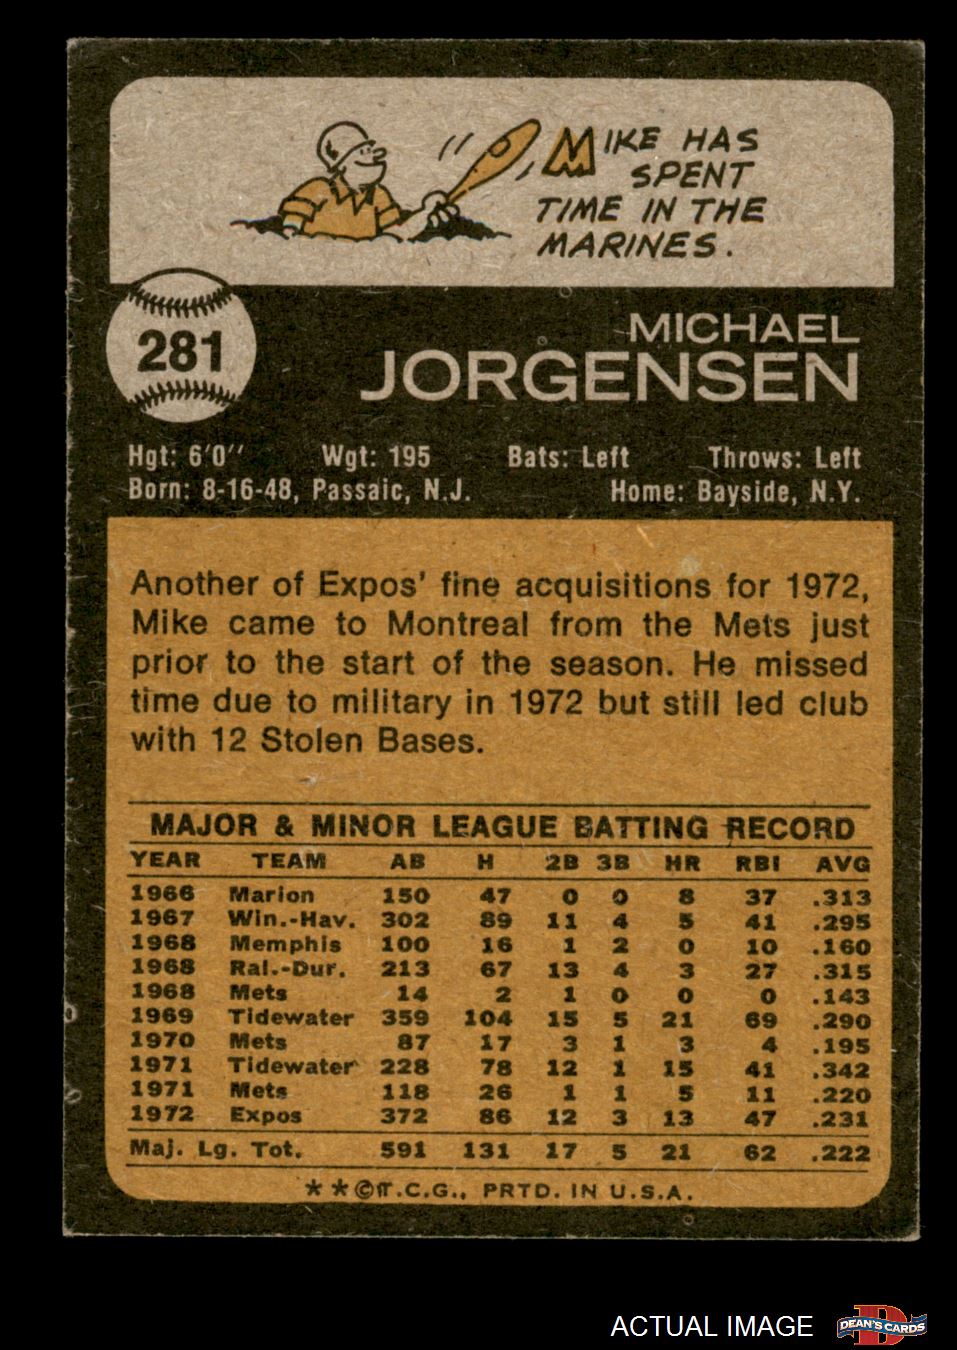 MIKE HAS
SPENT
TIME IN THE
MARINES.
281
MICHAEL
JORGENSEN
Hgt: 6'0" Wgt: 195 Bats: Left Throws: Left
Born: 8-16-48, Passaic, N.J. Home: Bayside, N.Y.
Another of Expos' fine acquisitions for 1972,
Mike came to Montreal from the Mets just
prior to the start of the season. He missed
time due to military in 1972 but still led club
with 12 Stolen Bases.
MAJOR & MINOR LEAGUE BATTING RECORD
YEAR TEAM AB H 2B 3B HR RBI AVG
1966 Marion 150 47 0 0 8 37 .313
1967 Win.-Hav. 302 89 11 4 5 41 .295
1968 Memphis 100 16 1 2 0 10 .160
1968 Ral.-Dur. 213 67 13 4 3 27 .315
1968 Mets 14 2 1 0 0 0 .143
1969 Tidewater 359 104 15 5 21 69 .290
1970 Mets 87 17 3 1 3 4 .195
1971 Tidewater 228 78 12 1 15 41 .342
1971 Mets 118 26 1 1 5 11 .220
1972 Expos 372 86 12 3 13 47 .231
Maj. Lg. Tot. 591 131 17 5 21 62 .222
* * © T.C.G., PRTD. IN U.S.A.
ACTUAL IMAGE
DEAN'S CARDS